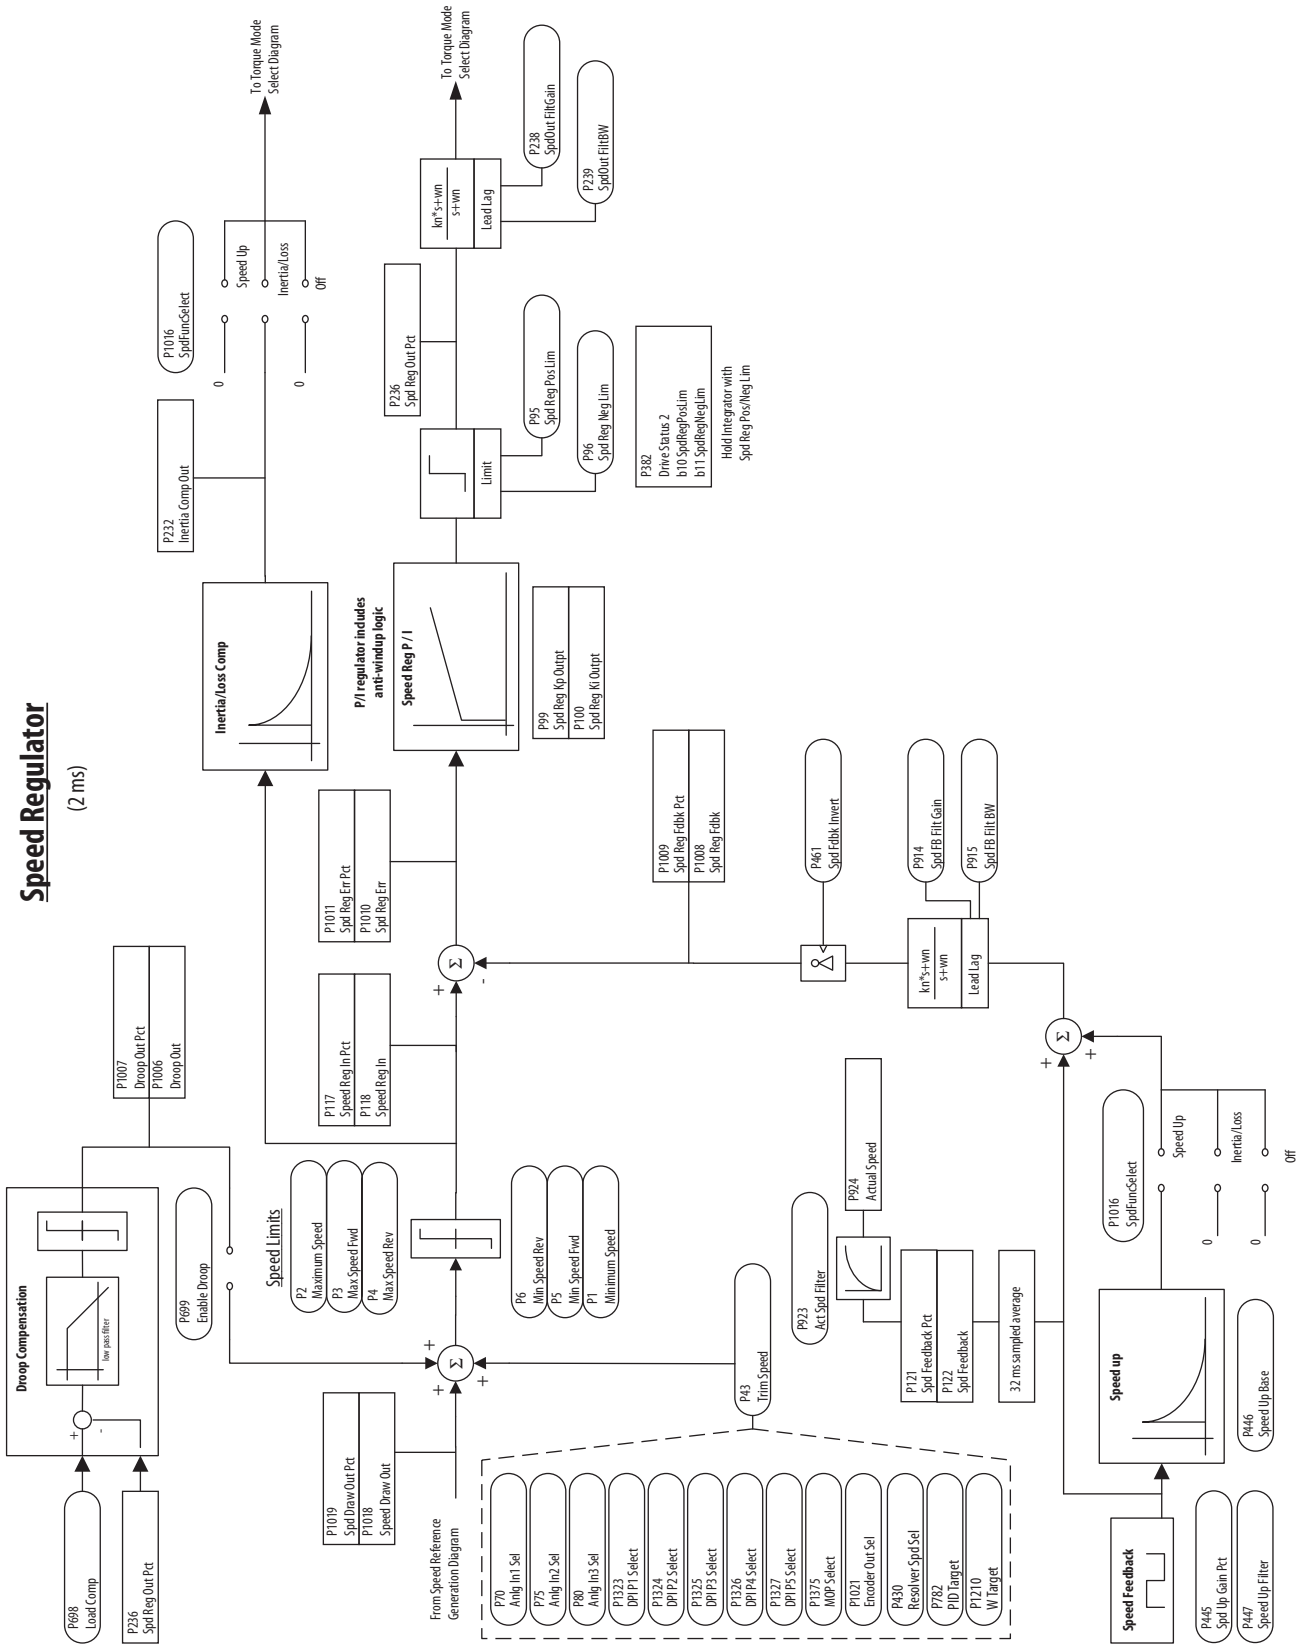 Speed Regulator
(2 ms)
P698
Load Comp
P236
Spd Reg Out Pct
Droop Compensation
+
-
low pass filter
P1007
Droop Out Pct
P1006
Droop Out
P699
Enable Droop
P1019
Spd Draw Out Pct
P1018
Speed Draw Out
From Speed Reference
Generation Diagram
+
+
+
Σ
Speed Limits
P2
Maximum Speed
P3
Max Speed Fwd
P4
Max Speed Rev
P6
Min Speed Rev
P5
Min Speed Fwd
P1
Minimum Speed
P117
Speed Reg In Pct
P118
Speed Reg In
+
-
Σ
P1011
Spd Reg Err Pct
P1010
Spd Reg Err
Inertia/Loss Comp
P232
Inertia Comp Out
P1016
SpdFuncSelect
0
Speed Up
Inertia/Loss
0
Off
To Torque Mode
Select Diagram
P/I regulator includes
anti-windup logic
Speed Reg P / I
P99
Spd Reg Kp Outpt
P100
Spd Reg Ki Outpt
Limit
P236
Spd Reg Out Pct
P95
Spd Reg Pos Lim
P96
Spd Reg Neg Lim
P382
Drive Status 2
b10 SpdRegPosLim
b11 SpdRegNegLim
Hold Integrator with
Spd Reg Pos/Neg Lim
kn*s+wn
s+wn
Lead Lag
To Torque Mode
Select Diagram
P238
SpdOut FiltGain
P239
SpdOut FiltBW
P43
Trim Speed
P70
Anlg In1 Sel
P75
Anlg In2 Sel
P80
Anlg In3 Sel
P1323
DPI P1 Select
P1324
DPI P2 Select
P1325
DPI P3 Select
P1326
DPI P4 Select
P1327
DPI P5 Select
P1375
MOP Select
P1021
Encoder Out Sel
P430
Resolver Spd Sel
P782
PID Target
P1210
W Target
P923
Act Spd Filter
P924
Actual Speed
P121
Spd Feedback Pct
P122
Spd Feedback
32 ms sampled average
P1009
Spd Reg Fdbk Pct
P1008
Spd Reg Fdbk
P461
Spd Fdbk Invert
P914
Spd FB Filt Gain
P915
Spd FB Filt BW
kn*s+wn
s+wn
Lead Lag
Σ
+
+
Speed Feedback
P445
Spd Up Gain Pct
P447
Speed Up Filter
Speed up
P446
Speed Up Base
P1016
SpdFuncSelect
Speed Up
0
Inertia/Loss
0
Off